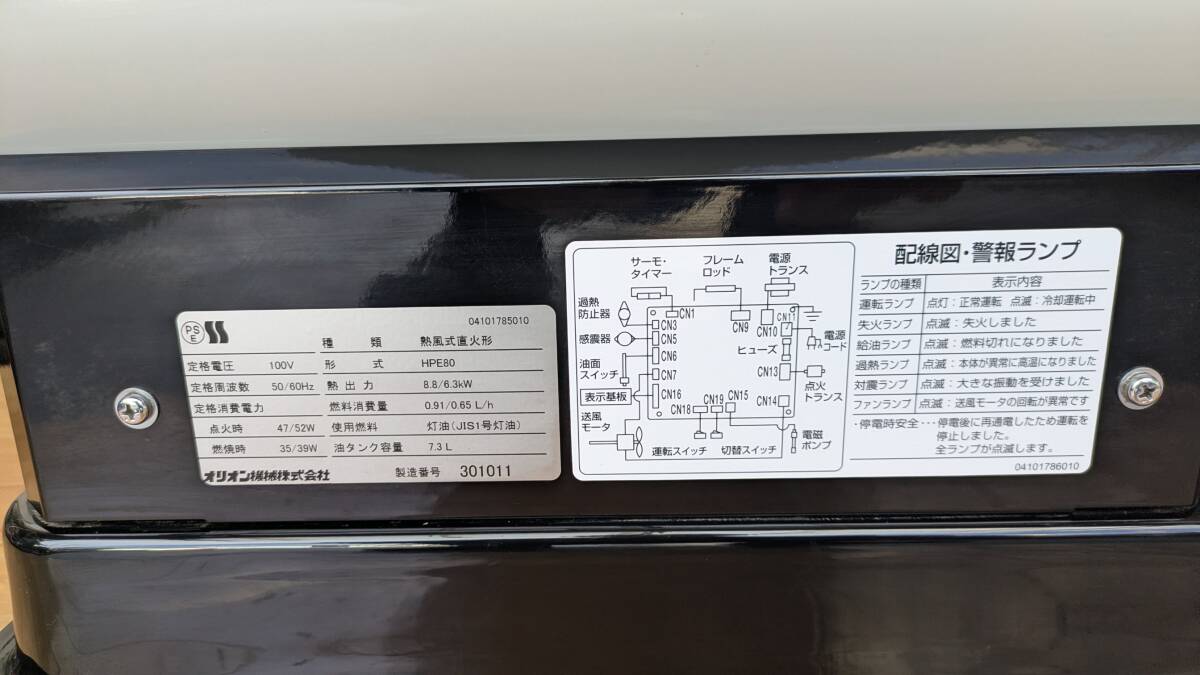 PS
E
04101785010
種類 熱風式直火形
定格電圧 100V 形式 HPE80
定格周波数 50/60Hz 熱出力 8.8/6.3kW
定格消費電力 燃料消費量 0.91/0.65 L/h
点火時 47/52W 使用燃料 灯油(JIS1号灯油)
燃焼時 35/39W 油タンク容量 7.3 L
オリオン機械株式会社 製造番号 301011
サーモ・
タイマー
フレーム
ロッド
電源
トランス
過熱
防止器
CN1
CN9
CN10
CN11
CN3
感震器
CN5
電源
コード
ヒューズ
油面
スイッチ
CN6
CN7
CN13
点火
トランス
表示基板
CN16
CN18
CN19
CN15
CN14
送風
モータ
運転スイッチ
切替スイッチ
電磁
ポンプ
配線図・警報ランプ
ランプの種類 表示内容
運転ランプ 点灯:正常運転 点滅:冷却運転中
失火ランプ 点滅:失火しました
給油ランプ 点滅:燃料切れになりました
過熱ランプ 点滅:本体が異常に高温になりました
対震ランプ 点滅:大きな振動を受けました
ファンランプ 点滅:送風モータの回転が異常です
・停電時安全・・・停電後に再通電したため運転を
停止しました。
全ランプが点滅します。
04101786010